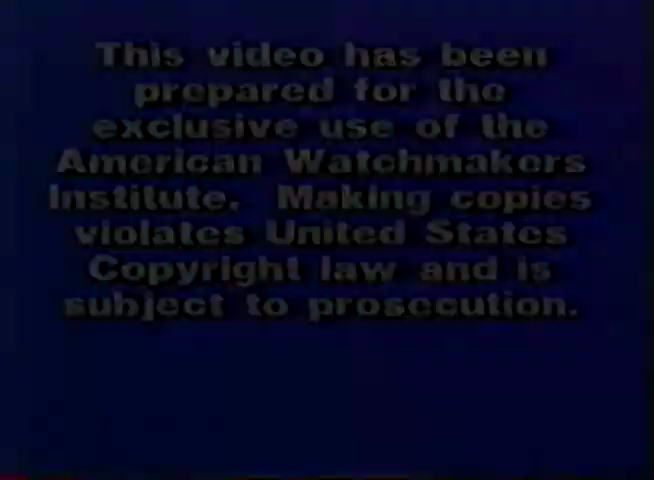 This video has been
prepared for the
exclusive use of the
American Watchmakers
Institute. Making copies
violates United States
Copyright law and is
subject to prosecution.